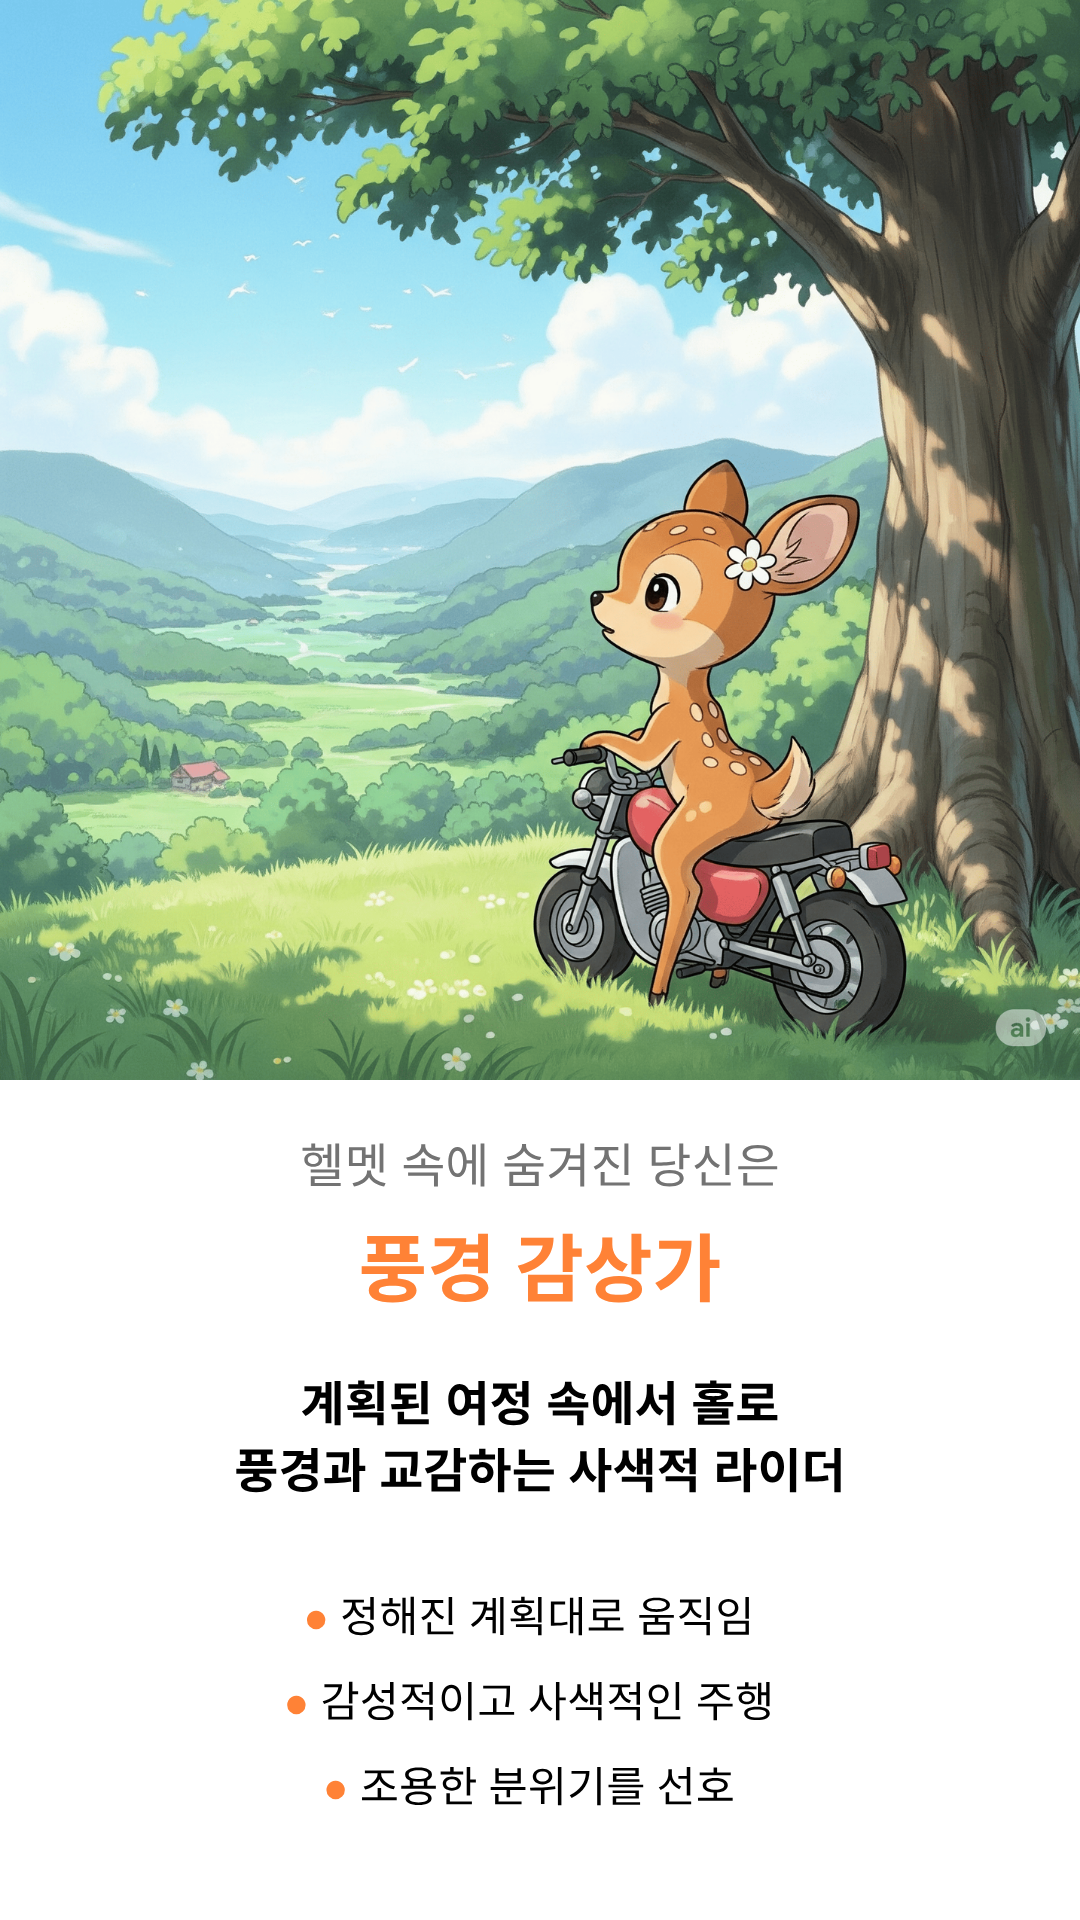 ai
헬멧 속에 숨겨진 당신은
풍경 감상가
계획된 여정 속에서 홀로
풍경과 교감하는 사색적 라이더
• 정해진 계획대로 움직임
• 감성적이고 사색적인 주행
• 조용한 분위기를 선호